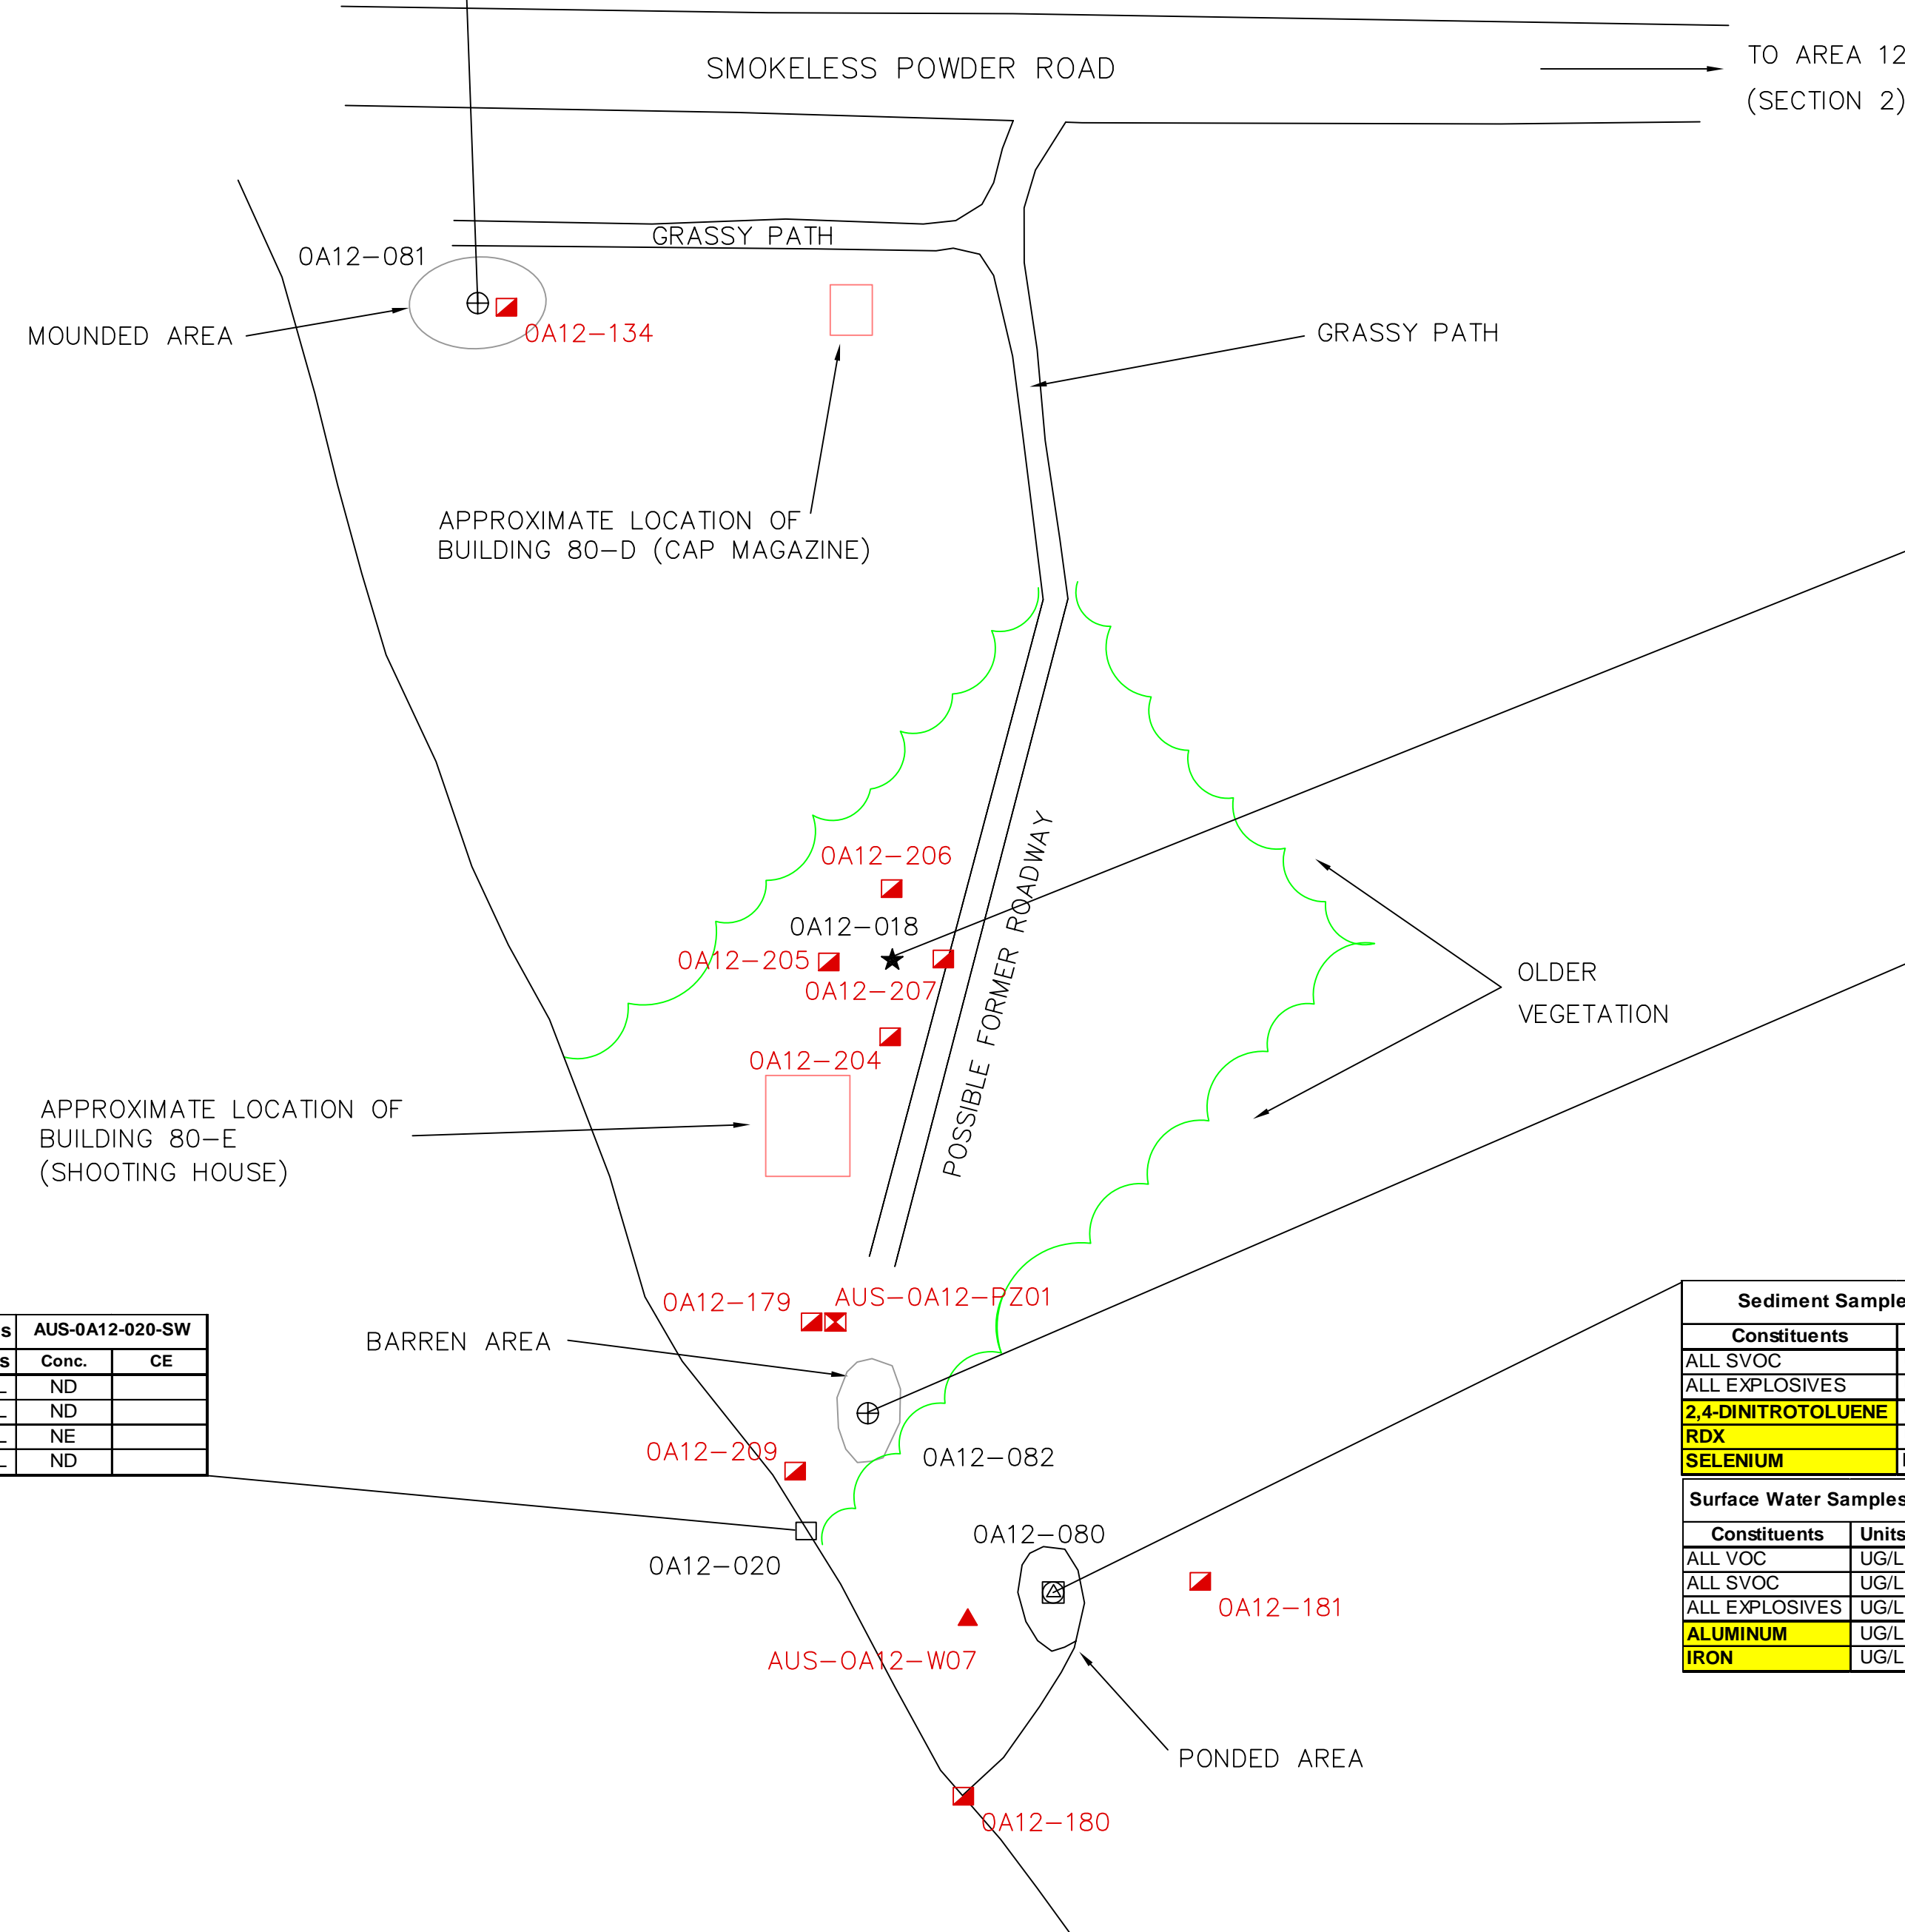 SMOKELESS POWDER ROAD
TO AREA 12
(SECTION 2)
GRASSY PATH
0A12-081
MOUNDED AREA
0A12-134
GRASSY PATH
APPROXIMATE LOCATION OF
BUILDING 80-D (CAP MAGAZINE)
0A12-206
0A12-018
0A12-205
0A12-207
POSSIBLE FORMER ROADWAY
OLDER
VEGETATION
0A12-204
APPROXIMATE LOCATION OF
BUILDING 80-E
(SHOOTING HOUSE)
0A12-179
AUS-0A12-PZ01
BARREN AREA
s AUS-0A12-020-SW
s Conc. CE
L ND
L ND
L NE
L ND
0A12-209
0A12-082
0A12-020
0A12-080
0A12-181
AUS-0A12-W07
PONDED AREA
0A12-180
Sediment Sample
Constituents
ALL SVOC
ALL EXPLOSIVES
2,4-DINITROTOLUENE
RDX
SELENIUM
Surface Water Samples
Constituents Units
ALL VOC UG/L
ALL SVOC UG/L
ALL EXPLOSIVES UG/L
ALUMINUM UG/L
IRON UG/L